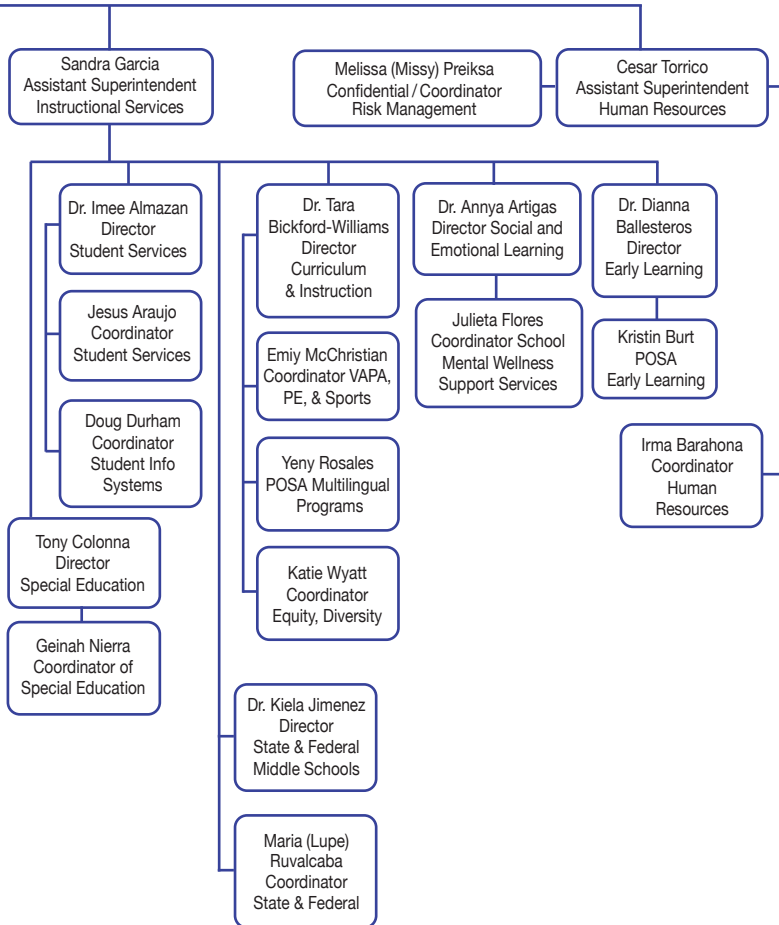 Sandra Garcia
Assistant Superintendent
Instructional Services
Melissa (Missy) Preiksa
Confidential / Coordinator
Risk Management
Cesar Torrico
Assistant Superintendent
Human Resources
Dr. Imee Almazan
Director
Student Services
Jesus Araujo
Coordinator
Student Services
Doug Durham
Coordinator
Student Info
Systems
Tony Colonna
Director
Special Education
Geinah Nierra
Coordinator of
Special Education
Dr. Tara
Bickford-Williams
Director
Curriculum
& Instruction
Emiy McChristian
Coordinator VAPA,
PE, & Sports
Yeny Rosales
POSA Multilingual
Programs
Katie Wyatt
Coordinator
Equity, Diversity
Dr. Kiela Jimenez
Director
State & Federal
Middle Schools
Maria (Lupe)
Ruvalcaba
Coordinator
State & Federal
Dr. Annya Artigas
Director Social and
Emotional Learning
Julieta Flores
Coordinator School
Mental Wellness
Support Services
Dr. Dianna
Ballesteros
Director
Early Learning
Kristin Burt
POSA
Early Learning
Irma Barahona
Coordinator
Human
Resources